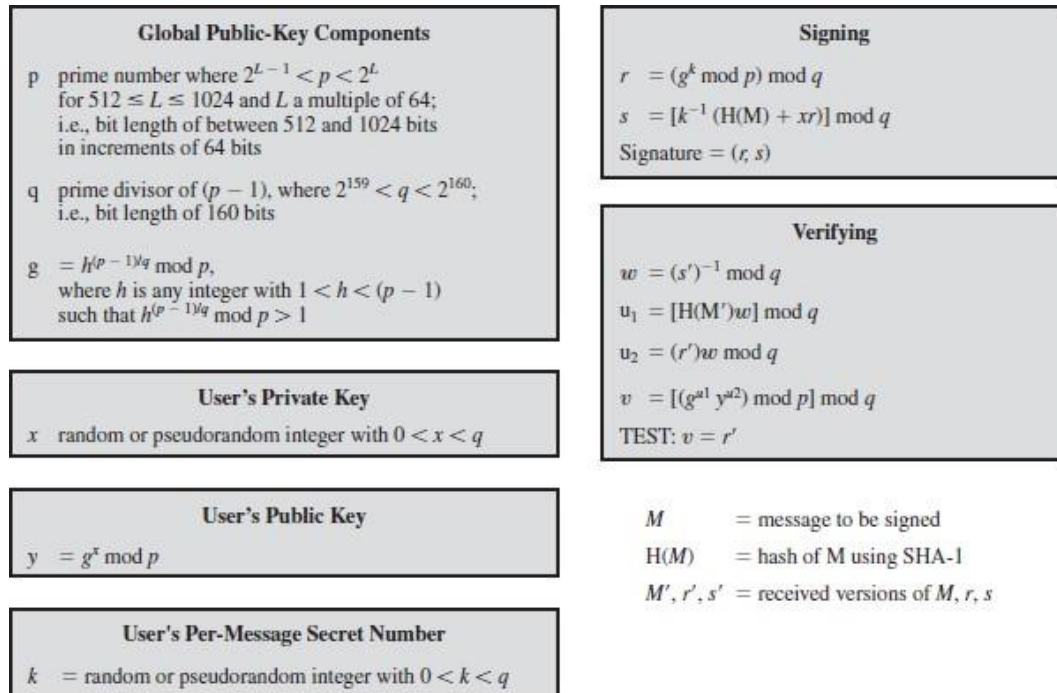 Global Public-Key Components
p prime number where 2^{L – 1} < p < 2^L
for 512 ≤ L ≤ 1024 and L a multiple of 64;
i.e., bit length of between 512 and 1024 bits
in increments of 64 bits
q prime divisor of (p – 1), where 2^{159} < q < 2^{160};
i.e., bit length of 160 bits
g = h^{(p – 1)/q} mod p,
where h is any integer with 1 < h < (p – 1)
such that h^{(p – 1)/q} mod p > 1
User's Private Key
x random or pseudorandom integer with 0 < x < q
User's Public Key
y = g^x mod p
User's Per-Message Secret Number
k = random or pseudorandom integer with 0 < k < q
Signing
r = (g^k mod p) mod q
s = [k^{–1} (H(M) + xr)] mod q
Signature = (r, s)
Verifying
w = (s')^{–1} mod q
u_1 = [H(M')w] mod q
u_2 = (r')w mod q
v = [(g^{u1} y^{u2}) mod p] mod q
TEST: v = r'
M = message to be signed
H(M) = hash of M using SHA-1
M', r', s' = received versions of M, r, s